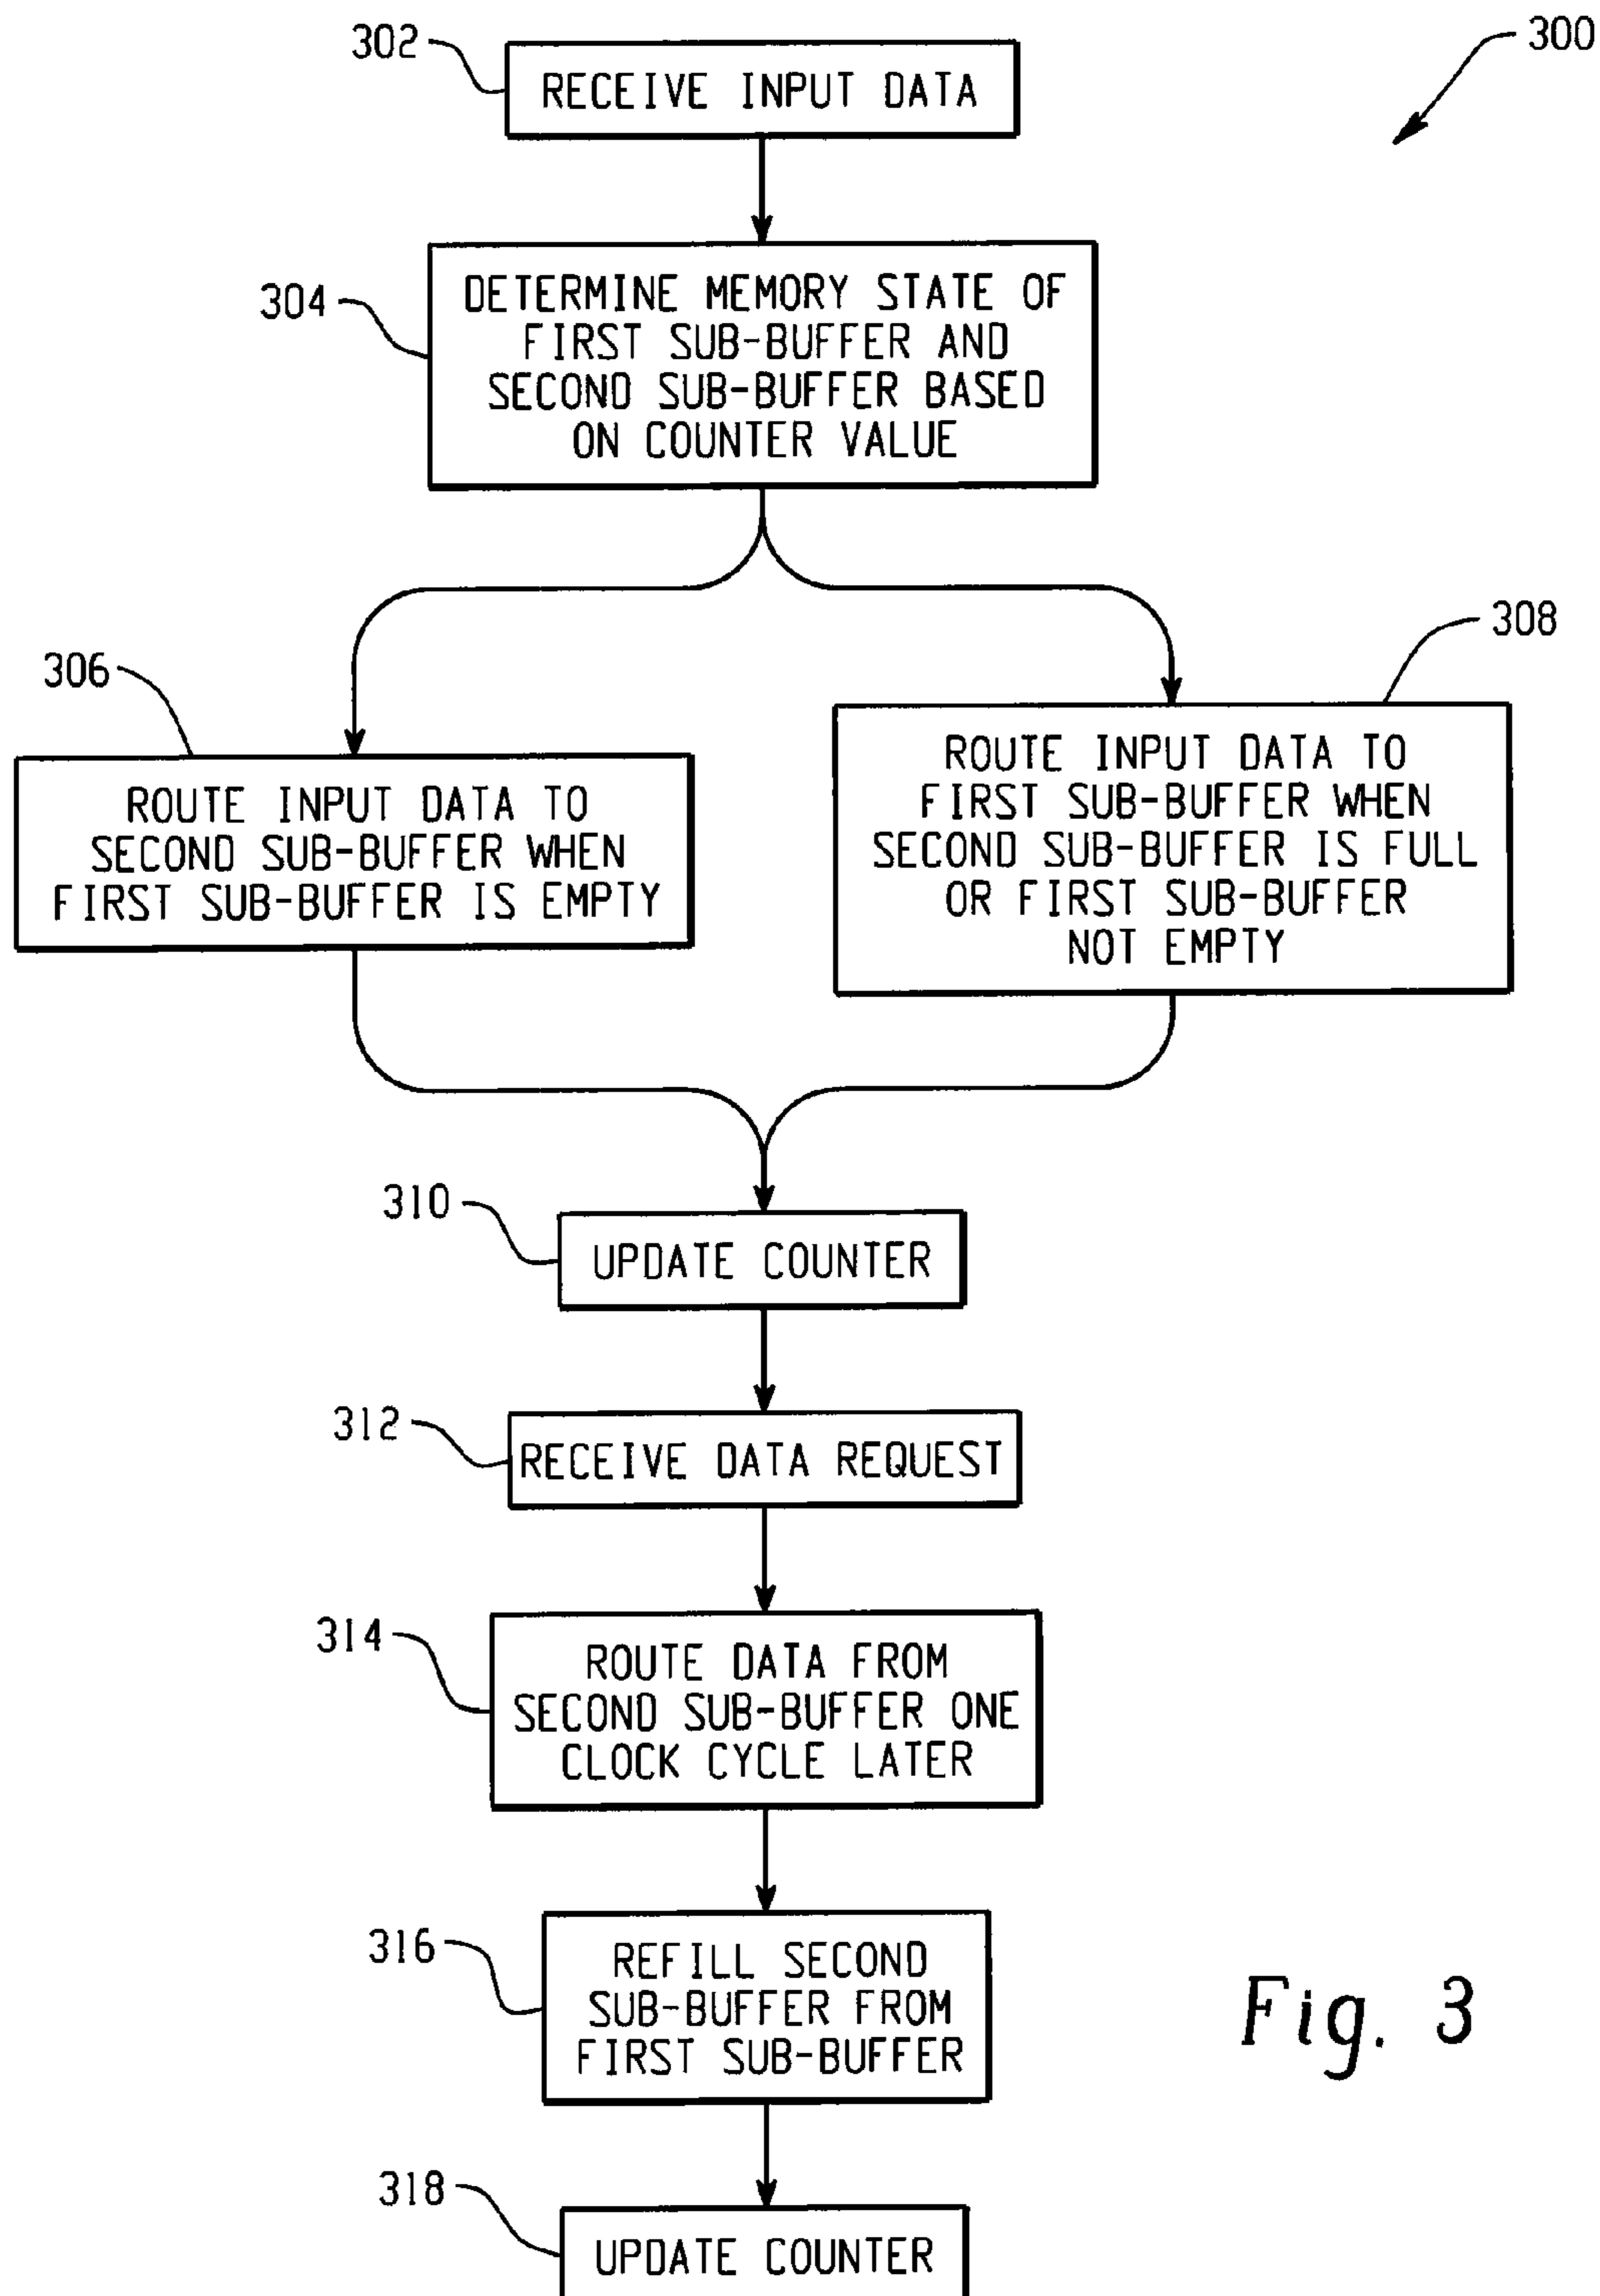 300
302
RECEIVE INPUT DATA
304
DETERMINE MEMORY STATE OF
FIRST SUB-BUFFER AND
SECOND SUB-BUFFER BASED
ON COUNTER VALUE
306
ROUTE INPUT DATA TO
SECOND SUB-BUFFER WHEN
FIRST SUB-BUFFER IS EMPTY
308
ROUTE INPUT DATA TO
FIRST SUB-BUFFER WHEN
SECOND SUB-BUFFER IS FULL
OR FIRST SUB-BUFFER
NOT EMPTY
310
UPDATE COUNTER
312
RECEIVE DATA REQUEST
314
ROUTE DATA FROM
SECOND SUB-BUFFER ONE
CLOCK CYCLE LATER
316
REFILL SECOND
SUB-BUFFER FROM
FIRST SUB-BUFFER
318
UPDATE COUNTER
Fig. 3